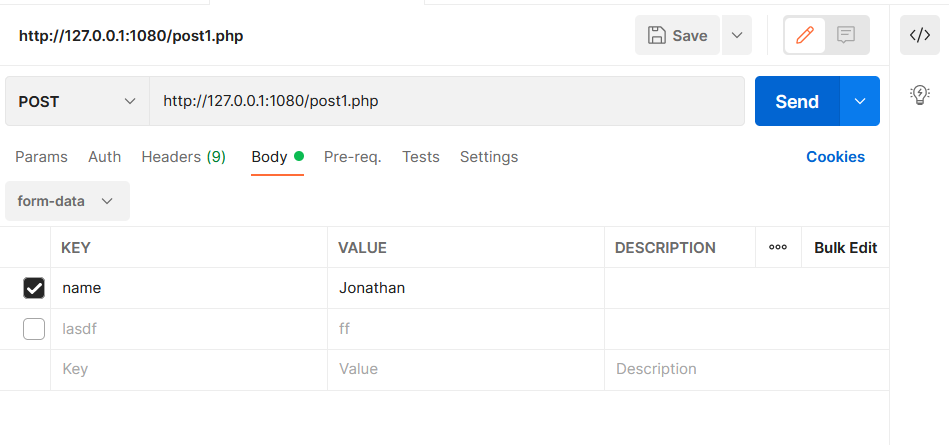 http://127.0.0.1:1080/post1.php
Save
POST
http://127.0.0.1:1080/post1.php
Send
Params Auth Headers (9) Body Pre-req. Tests Settings Cookies
form-data
KEY VALUE DESCRIPTION Bulk Edit
name Jonathan
lasdf ff
Key Value Description